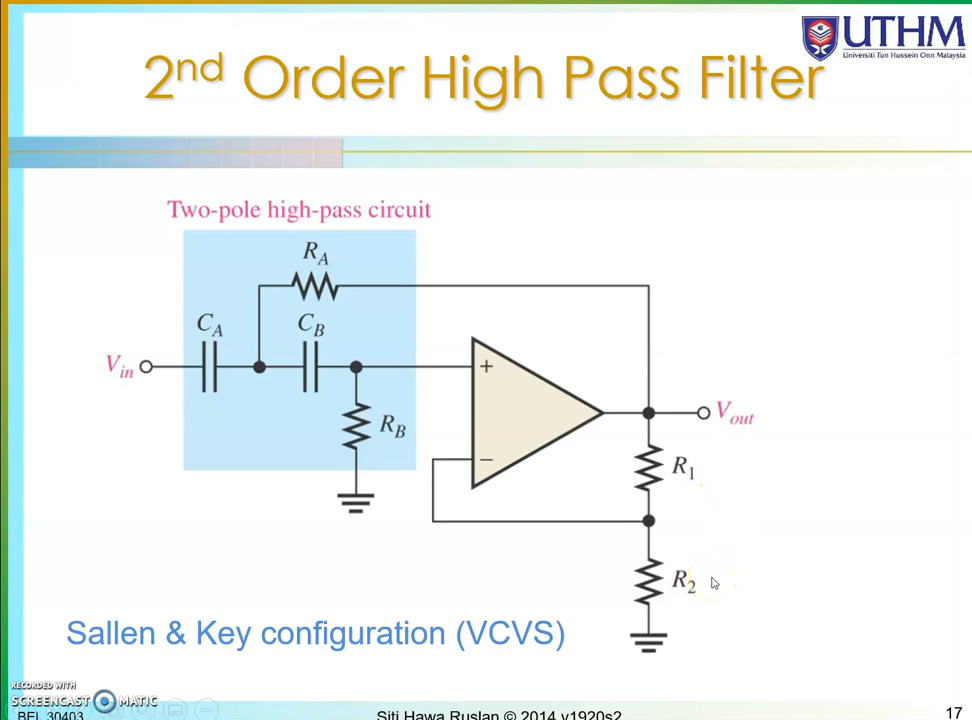 UTHM
Universiti Tun Hussein Onn Malaysia
2nd Order High Pass Filter
Two-pole high-pass circuit
RA
CA
CB
Vin
+
RB
Vout
−
R1
R2
Sallen & Key configuration (VCVS)
RECORDED WITH
SCREENCAST MATIC
BEL 30403
Siti Hawa Ruslan © 2014 v1920s2
17